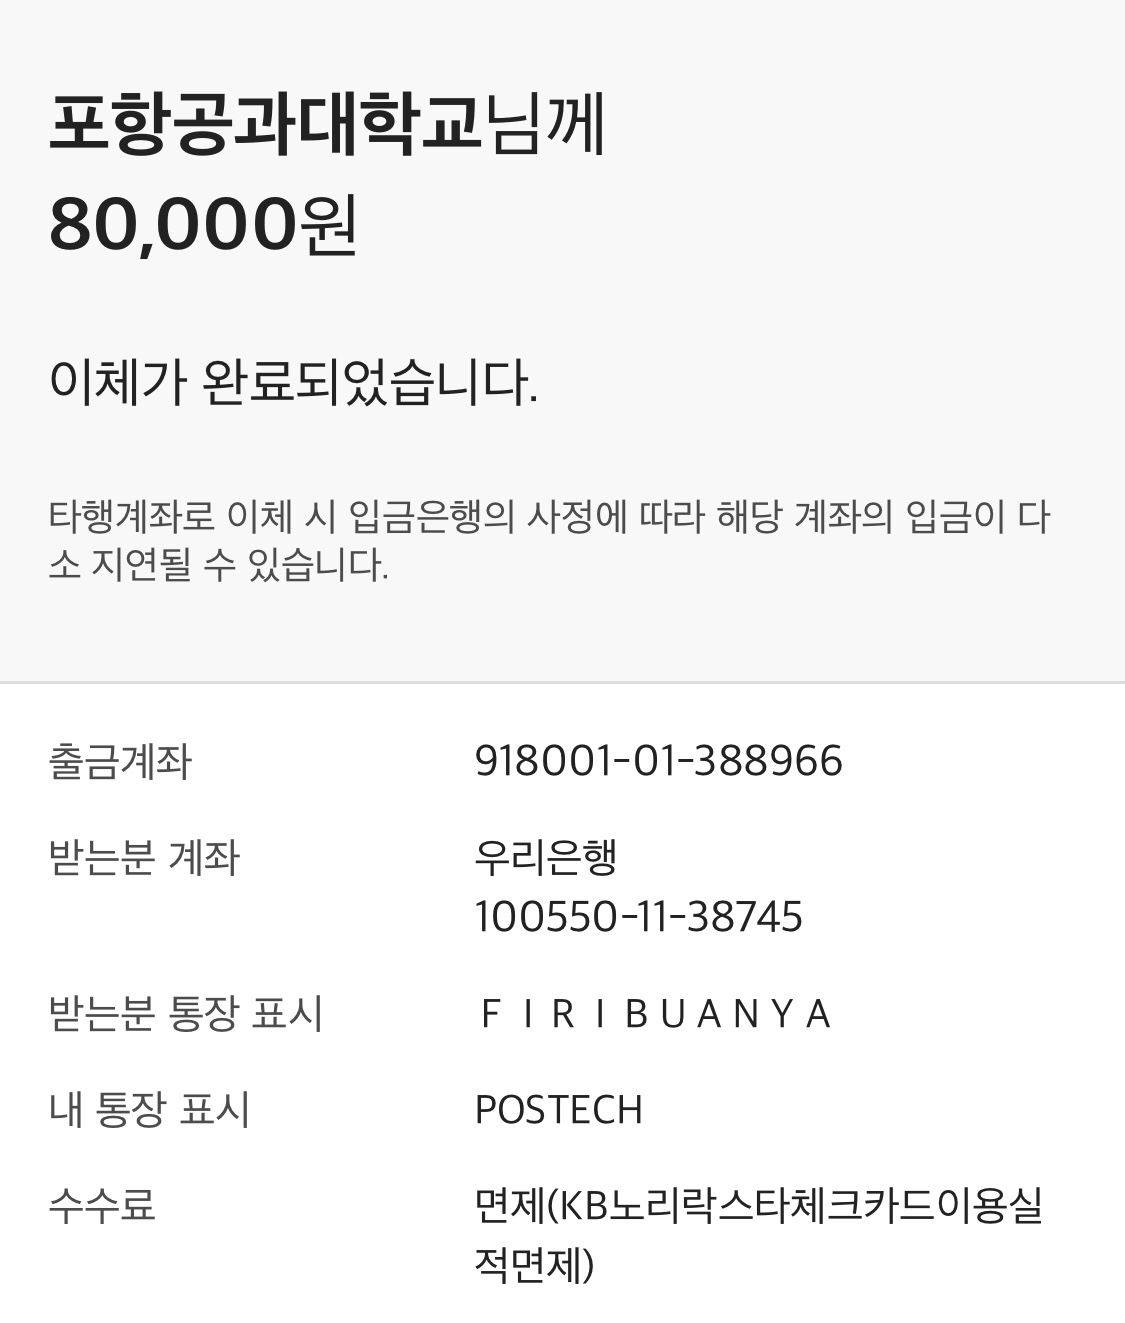 포항공과대학교님께
80,000원
이체가 완료되었습니다.
타행계좌로 이체 시 입금은행의 사정에 따라 해당 계좌의 입금이 다
소 지연될 수 있습니다.
출금계좌 918001-01-388966
받는분 계좌 우리은행
100550-11-38745
받는분 통장 표시 ＦＩＲＩＢＵＡＮＹＡ
내 통장 표시 POSTECH
수수료 면제(KB노리락스타체크카드이용실
적면제)